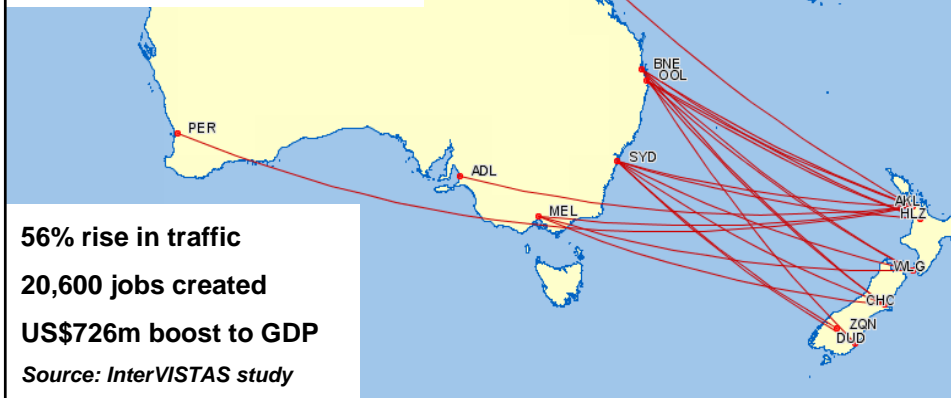 BNE
OOL
PER
SYD
ADL
AKL
HLZ
MEL
WLG
CHC
ZQN
DUD
56% rise in traffic
20,600 jobs created
US$726m boost to GDP
Source: InterVISTAS study